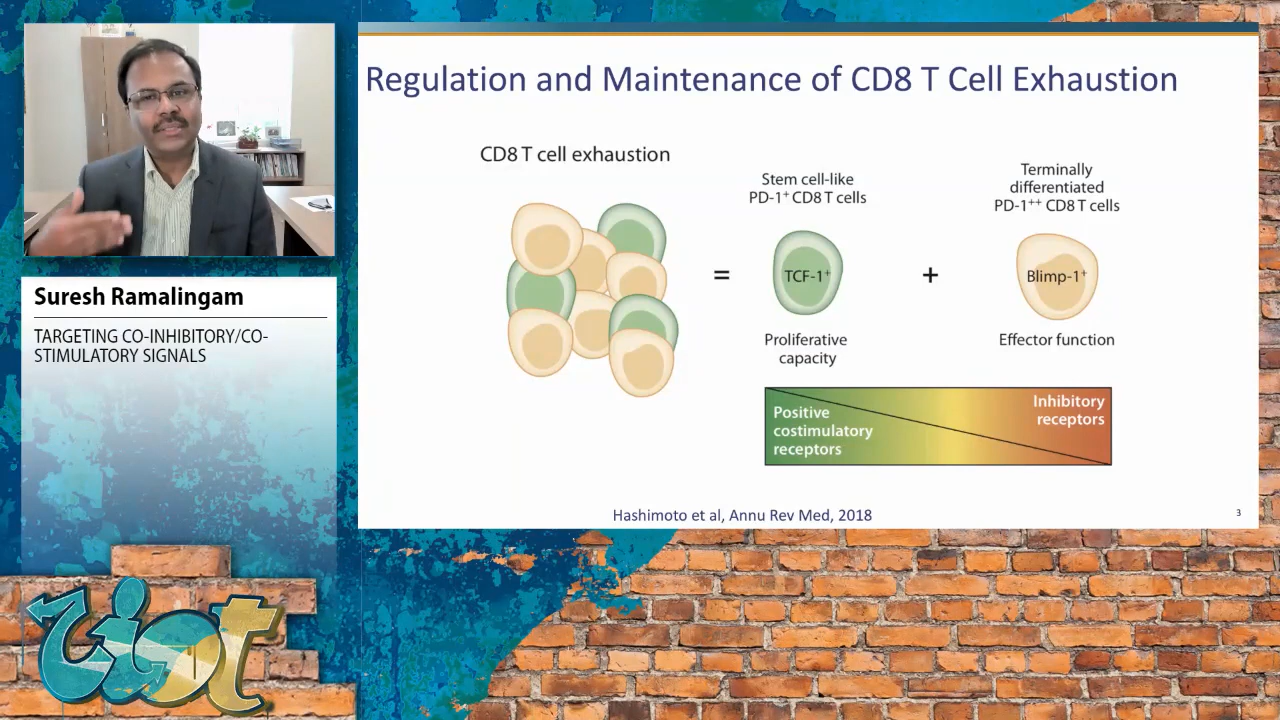 Suresh Ramalingam
TARGETING CO-INHIBITORY/CO-
STIMULATORY SIGNALS
Regulation and Maintenance of CD8 T Cell Exhaustion
CD8 T cell exhaustion
=
Stem cell-like
PD-1⁺ CD8 T cells
TCF-1⁺
Proliferative
capacity
+
Terminally
differentiated
PD-1⁺⁺ CD8 T cells
Blimp-1⁺
Effector function
Positive
costimulatory
receptors
Inhibitory
receptors
Hashimoto et al, Annu Rev Med, 2018
3